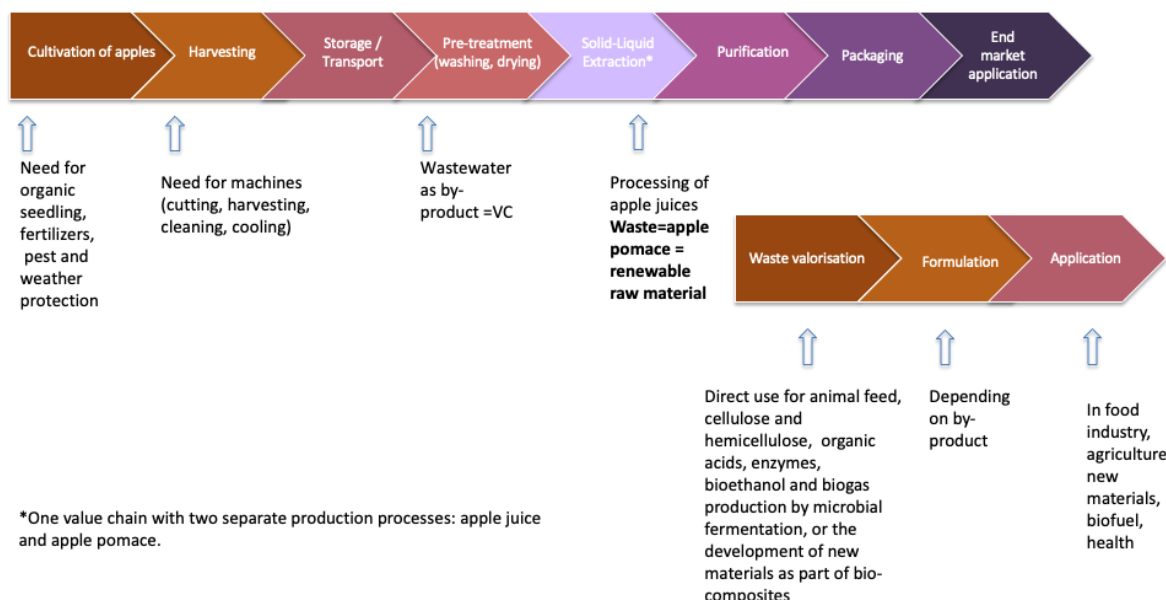 Cultivation of apples
Harvesting
Storage /
Transport
Pre-treatment
(washing, drying)
Solid-Liquid
Extraction*
Purification
Packaging
End
market
application
Need for
organic
seedling,
fertilizers,
pest and
weather
protection
Need for machines
(cutting, harvesting,
cleaning, cooling)
Wastewater
as by-
product =VC
Processing of
apple juices
Waste=apple
pomace =
renewable
raw material
Waste valorisation
Formulation
Application
Direct use for animal feed,
cellulose and
hemicellulose, organic
acids, enzymes,
bioethanol and biogas
production by microbial
fermentation, or the
development of new
materials as part of bio-
composites
Depending
on by-
product
In food
industry,
agriculture
new
materials,
biofuel,
health
*One value chain with two separate production processes: apple juice
and apple pomace.